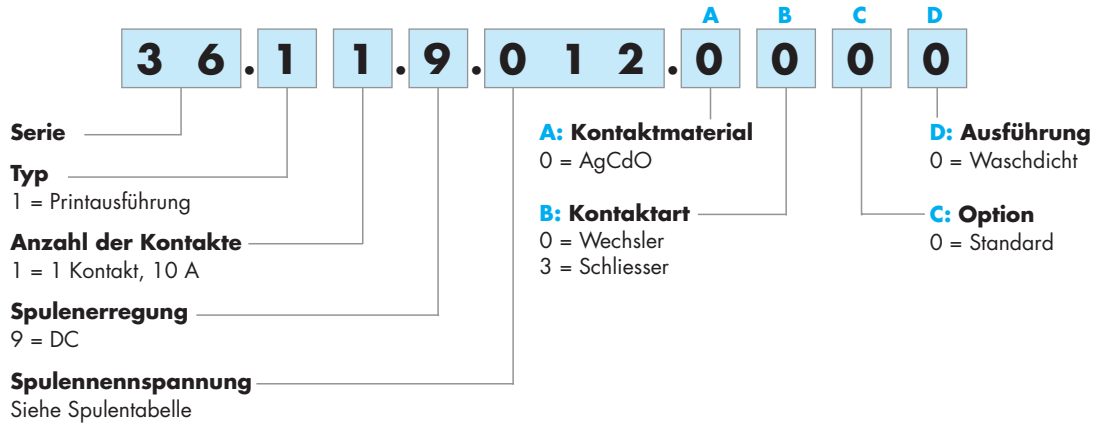 A B C D
3 6 . 1 1 . 9 . 0 1 2 . 0 0 0 0
Serie
Typ
1 = Printausführung
Anzahl der Kontakte
1 = 1 Kontakt, 10 A
Spulenerregung
9 = DC
Spulennennspannung
Siehe Spulentabelle
A: Kontaktmaterial
0 = AgCdO
B: Kontaktart
0 = Wechsler
3 = Schliesser
D: Ausführung
0 = Waschdicht
C: Option
0 = Standard